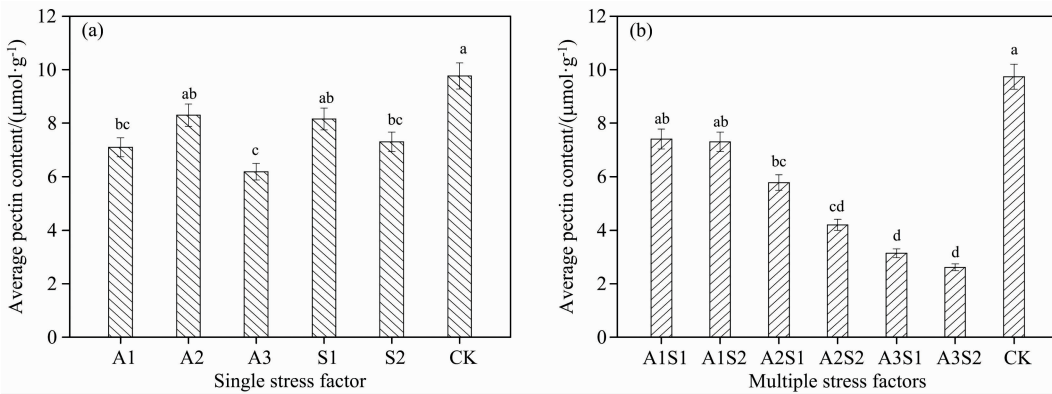 (a)
Average pectin content/(μmol·g⁻¹)
12
10
8
6
4
2
0
bc
ab
c
ab
bc
a
A1 A2 A3 S1 S2 CK
Single stress factor
(b)
Average pectin content/(μmol·g⁻¹)
12
10
8
6
4
2
0
ab
ab
bc
cd
d
d
a
A1S1 A1S2 A2S1 A2S2 A3S1 A3S2 CK
Multiple stress factors